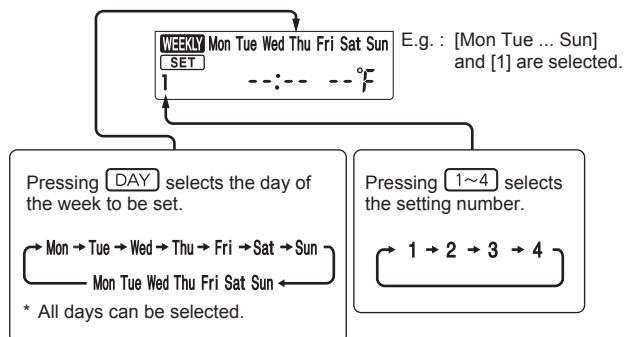 WEEKLY Mon Tue Wed Thu Fri Sat Sun
SET
1 --:-- --°F
E.g. : [Mon Tue ... Sun]
and [1] are selected.
Pressing DAY selects the day of
the week to be set.
Mon → Tue → Wed → Thu → Fri → Sat → Sun
Mon Tue Wed Thu Fri Sat Sun
* All days can be selected.
Pressing 1~4 selects
the setting number.
1 → 2 → 3 → 4